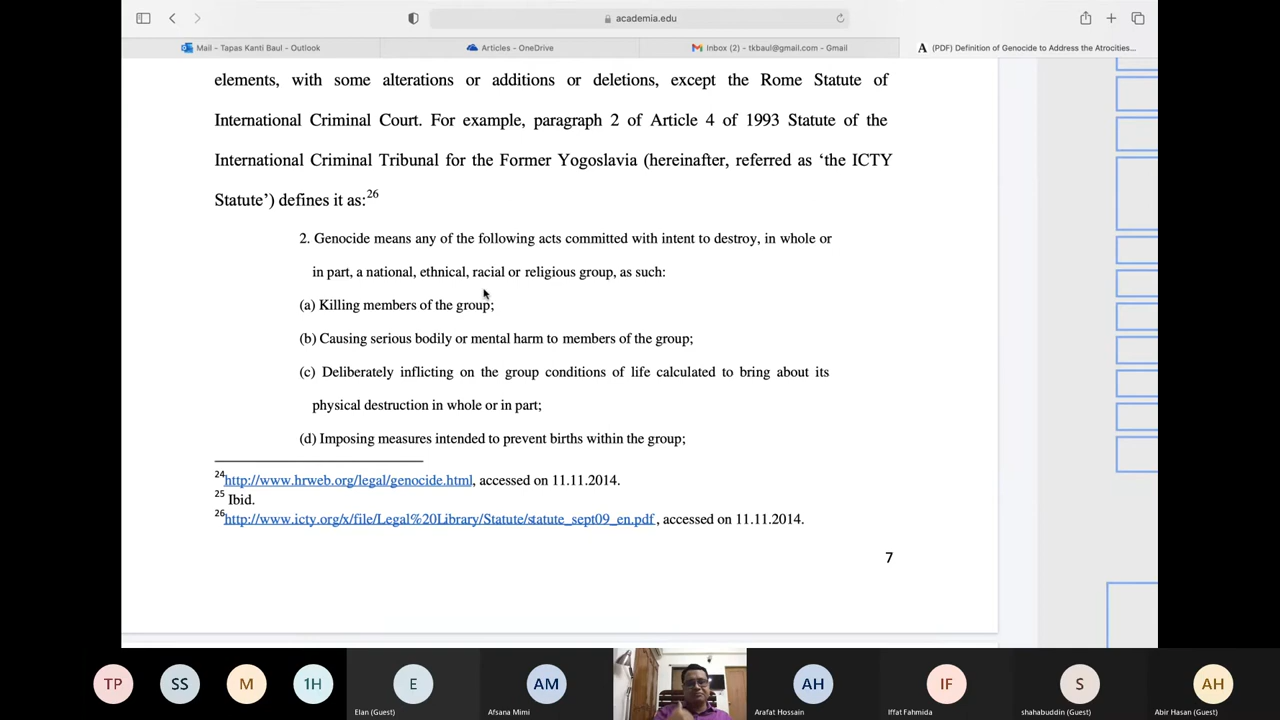 academia.edu
Mail - Tapas Kanti Baul - Outlook
Articles - OneDrive
Inbox (2) - tkbaul@gmail.com - Gmail
A (PDF) Definition of Genocide to Address the Atrocities...
elements, with some alterations or additions or deletions, except the Rome Statute of
International Criminal Court. For example, paragraph 2 of Article 4 of 1993 Statute of the
International Criminal Tribunal for the Former Yogoslavia (hereinafter, referred as ‘the ICTY
Statute’) defines it as:26
2. Genocide means any of the following acts committed with intent to destroy, in whole or
in part, a national, ethnical, racial or religious group, as such:
(a) Killing members of the group;
(b) Causing serious bodily or mental harm to members of the group;
(c) Deliberately inflicting on the group conditions of life calculated to bring about its
physical destruction in whole or in part;
(d) Imposing measures intended to prevent births within the group;
24http://www.hrweb.org/legal/genocide.html, accessed on 11.11.2014.
25 Ibid.
26http://www.icty.org/x/file/Legal%20Library/Statute/statute_sept09_en.pdf, accessed on 11.11.2014.
7
TP
SS
M
1H
E
AM
AH
IF
S
AH
Elan (Guest)
Afsana Mimi
Arafat Hossain
Iffat Fahmida
shahabuddin (Guest)
Abir Hasan (Guest)